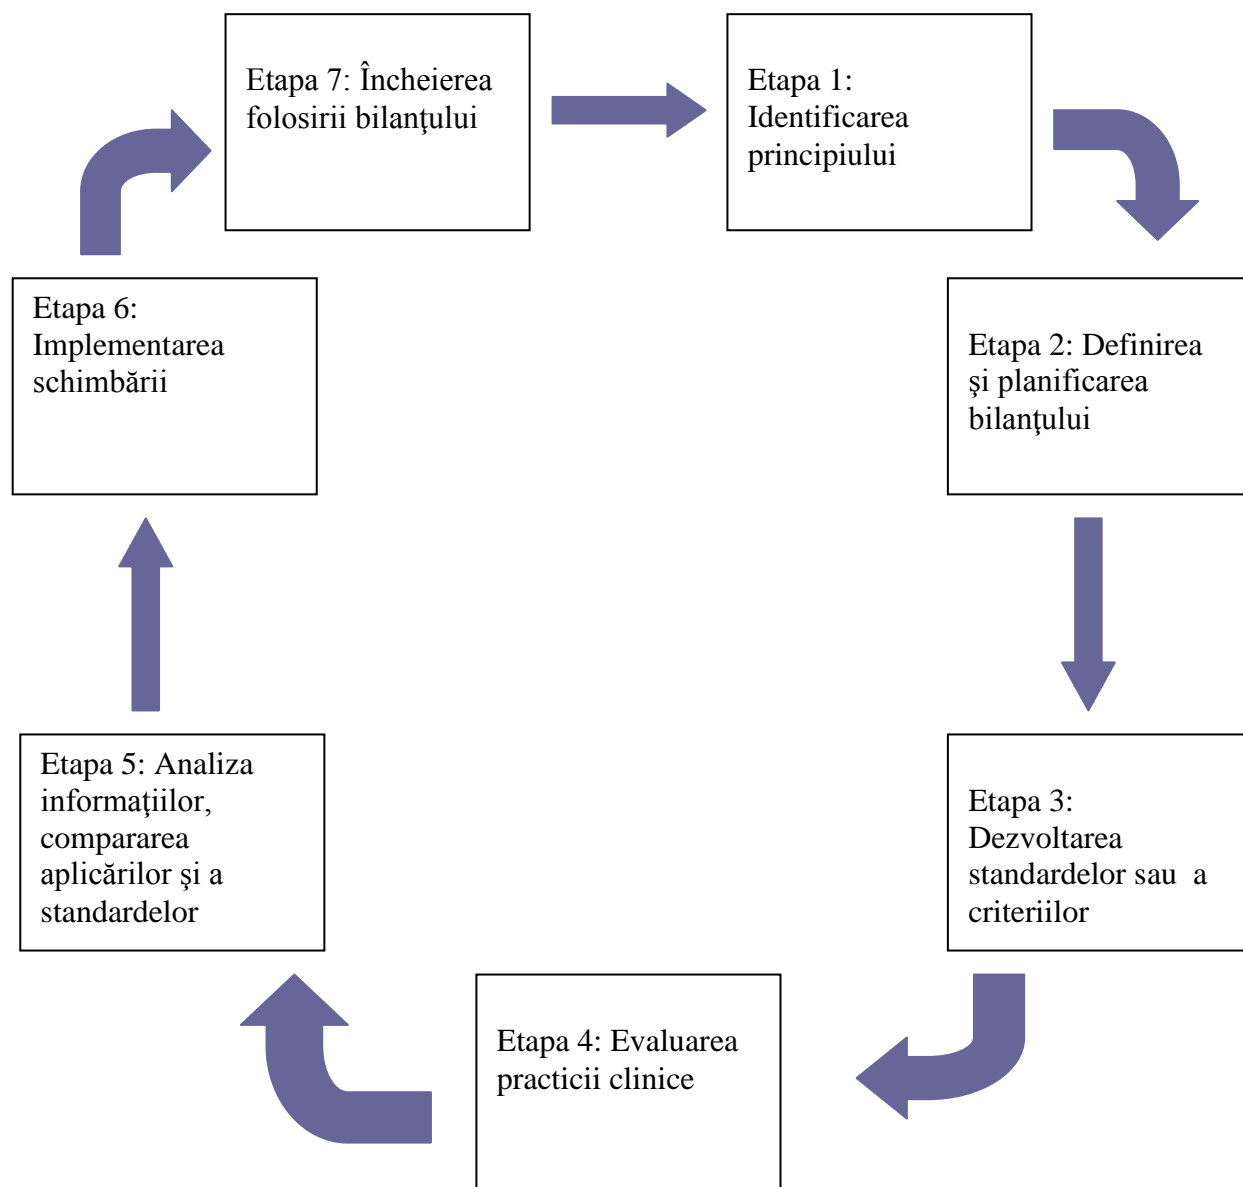 Etapa 7: Încheierea
folosirii bilanţului
Etapa 1:
Identificarea
principiului
Etapa 6:
Implementarea
schimbării
Etapa 2: Definirea
şi planificarea
bilanţului
Etapa 5: Analiza
informaţiilor,
compararea
aplicărilor şi a
standardelor
Etapa 3:
Dezvoltarea
standardelor sau  a
criteriilor
Etapa 4: Evaluarea
practicii clinice